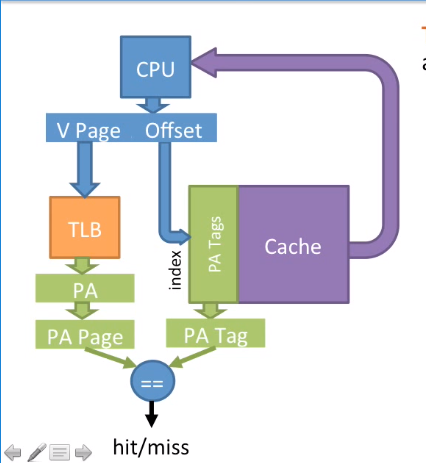 CPU
V Page Offset
TLB
index
PA Tags
Cache
PA
PA Page
PA Tag
==
hit/miss